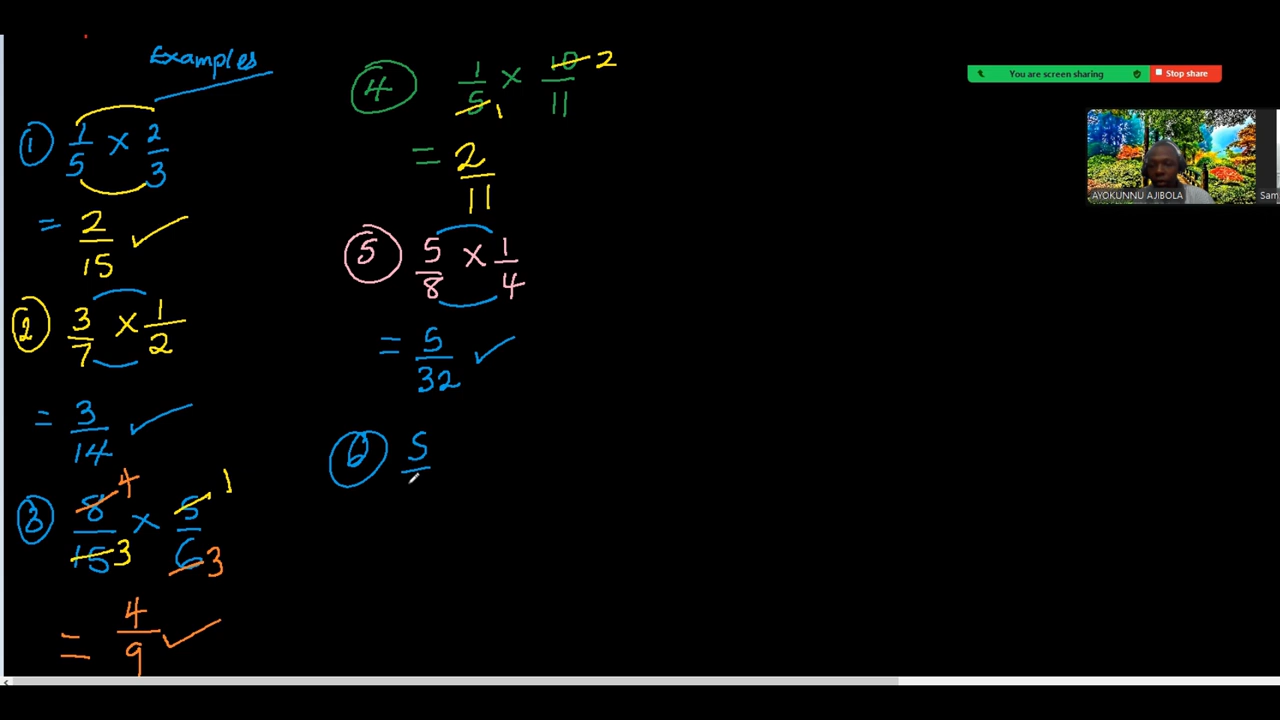 Examples
① 1/5 × 2/3
= 2/15 ✓
② 3/7 × 1/2
= 3/14 ✓
③ 8/15 × 5/6 4 1 3 3
= 4/9 ✓
④ 1/5 × 10/11 2 1
= 2/11
⑤ 5/8 × 1/4
= 5/32 ✓
⑥ 5/
You are screen sharing
Stop share
AYOKUNNU AJIBOLA
Sam